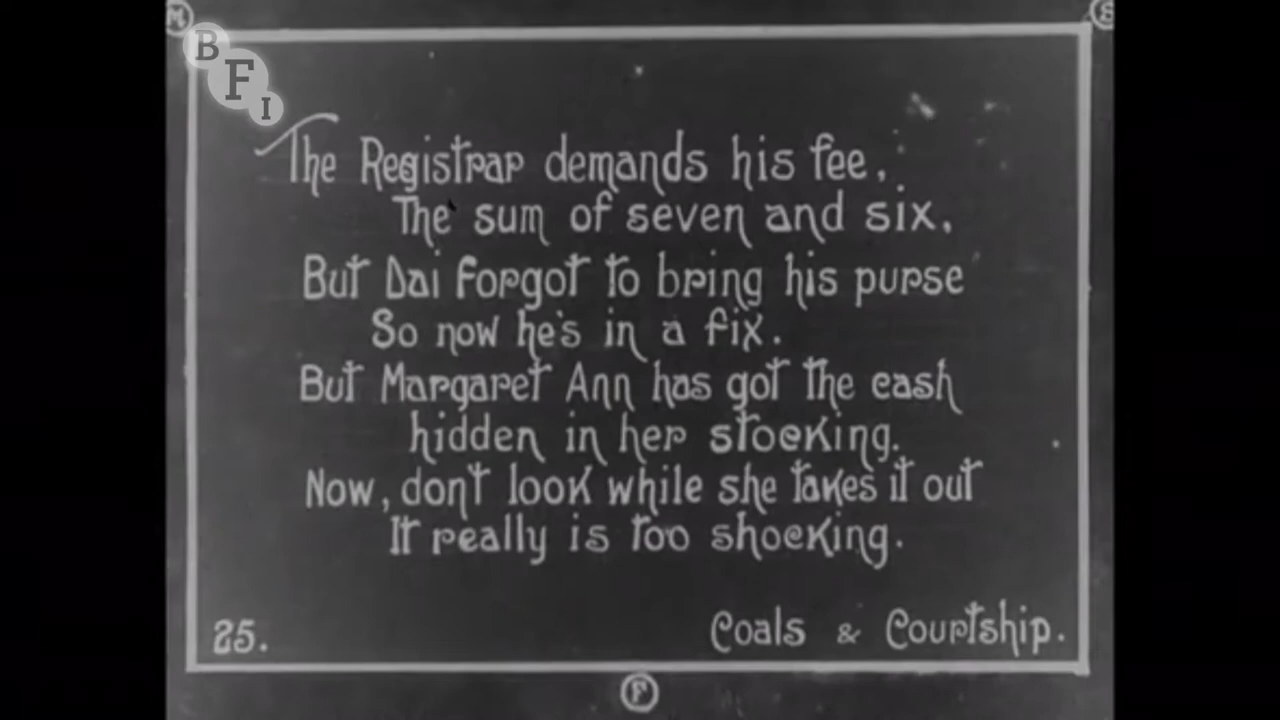 M
S
BFI
The Registrar demands his fee,
The sum of seven and six,
But Dai forgot to bring his purse
So now he's in a fix.
But Margaret Ann has got the cash
hidden in her stocking.
Now, don't look while she takes it out
It really is too shocking.
25.
Coals & Courtship.
F